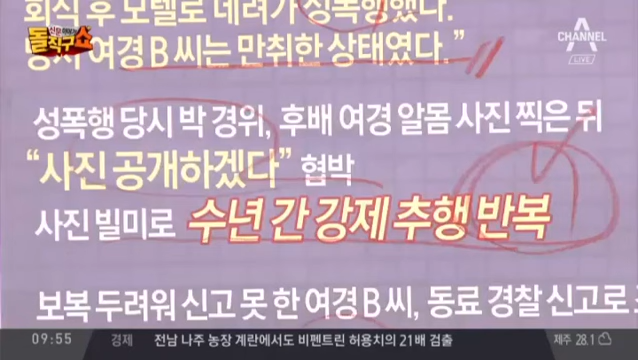 회식 후 모텔로 데려가 성폭행했다.
당시 여경 B 씨는 만취한 상태였다.”
돌직구쇼
CHANNEL A
LIVE
성폭행 당시 박 경위, 후배 여경 알몸 사진 찍은 뒤
“사진 공개하겠다” 협박
사진 빌미로 수년 간 강제 추행 반복
보복 두려워 신고 못 한 여경 B 씨, 동료 경찰 신고로
09:55 경제 전남 나주 농장 계란에서도 비펜트린 허용치의 21배 검출 제주 28.1